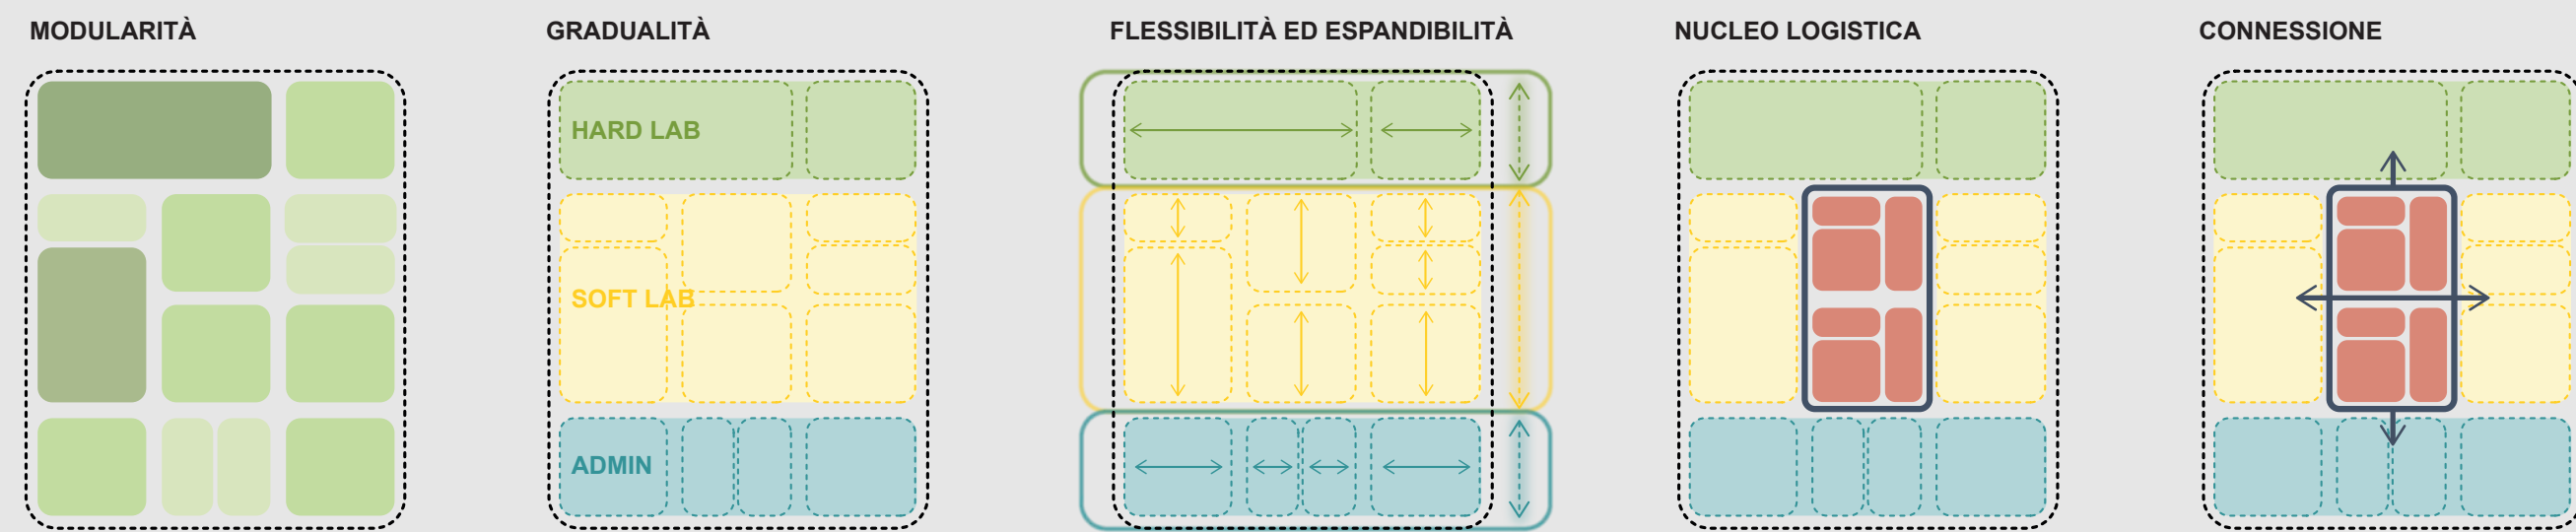 MODULARITÀ
GRADUALITÀ
FLESSIBILITÀ ED ESPANDIBILITÀ
NUCLEO LOGISTICA
CONNESSIONE
HARD LAB
SOFT LAB
ADMIN